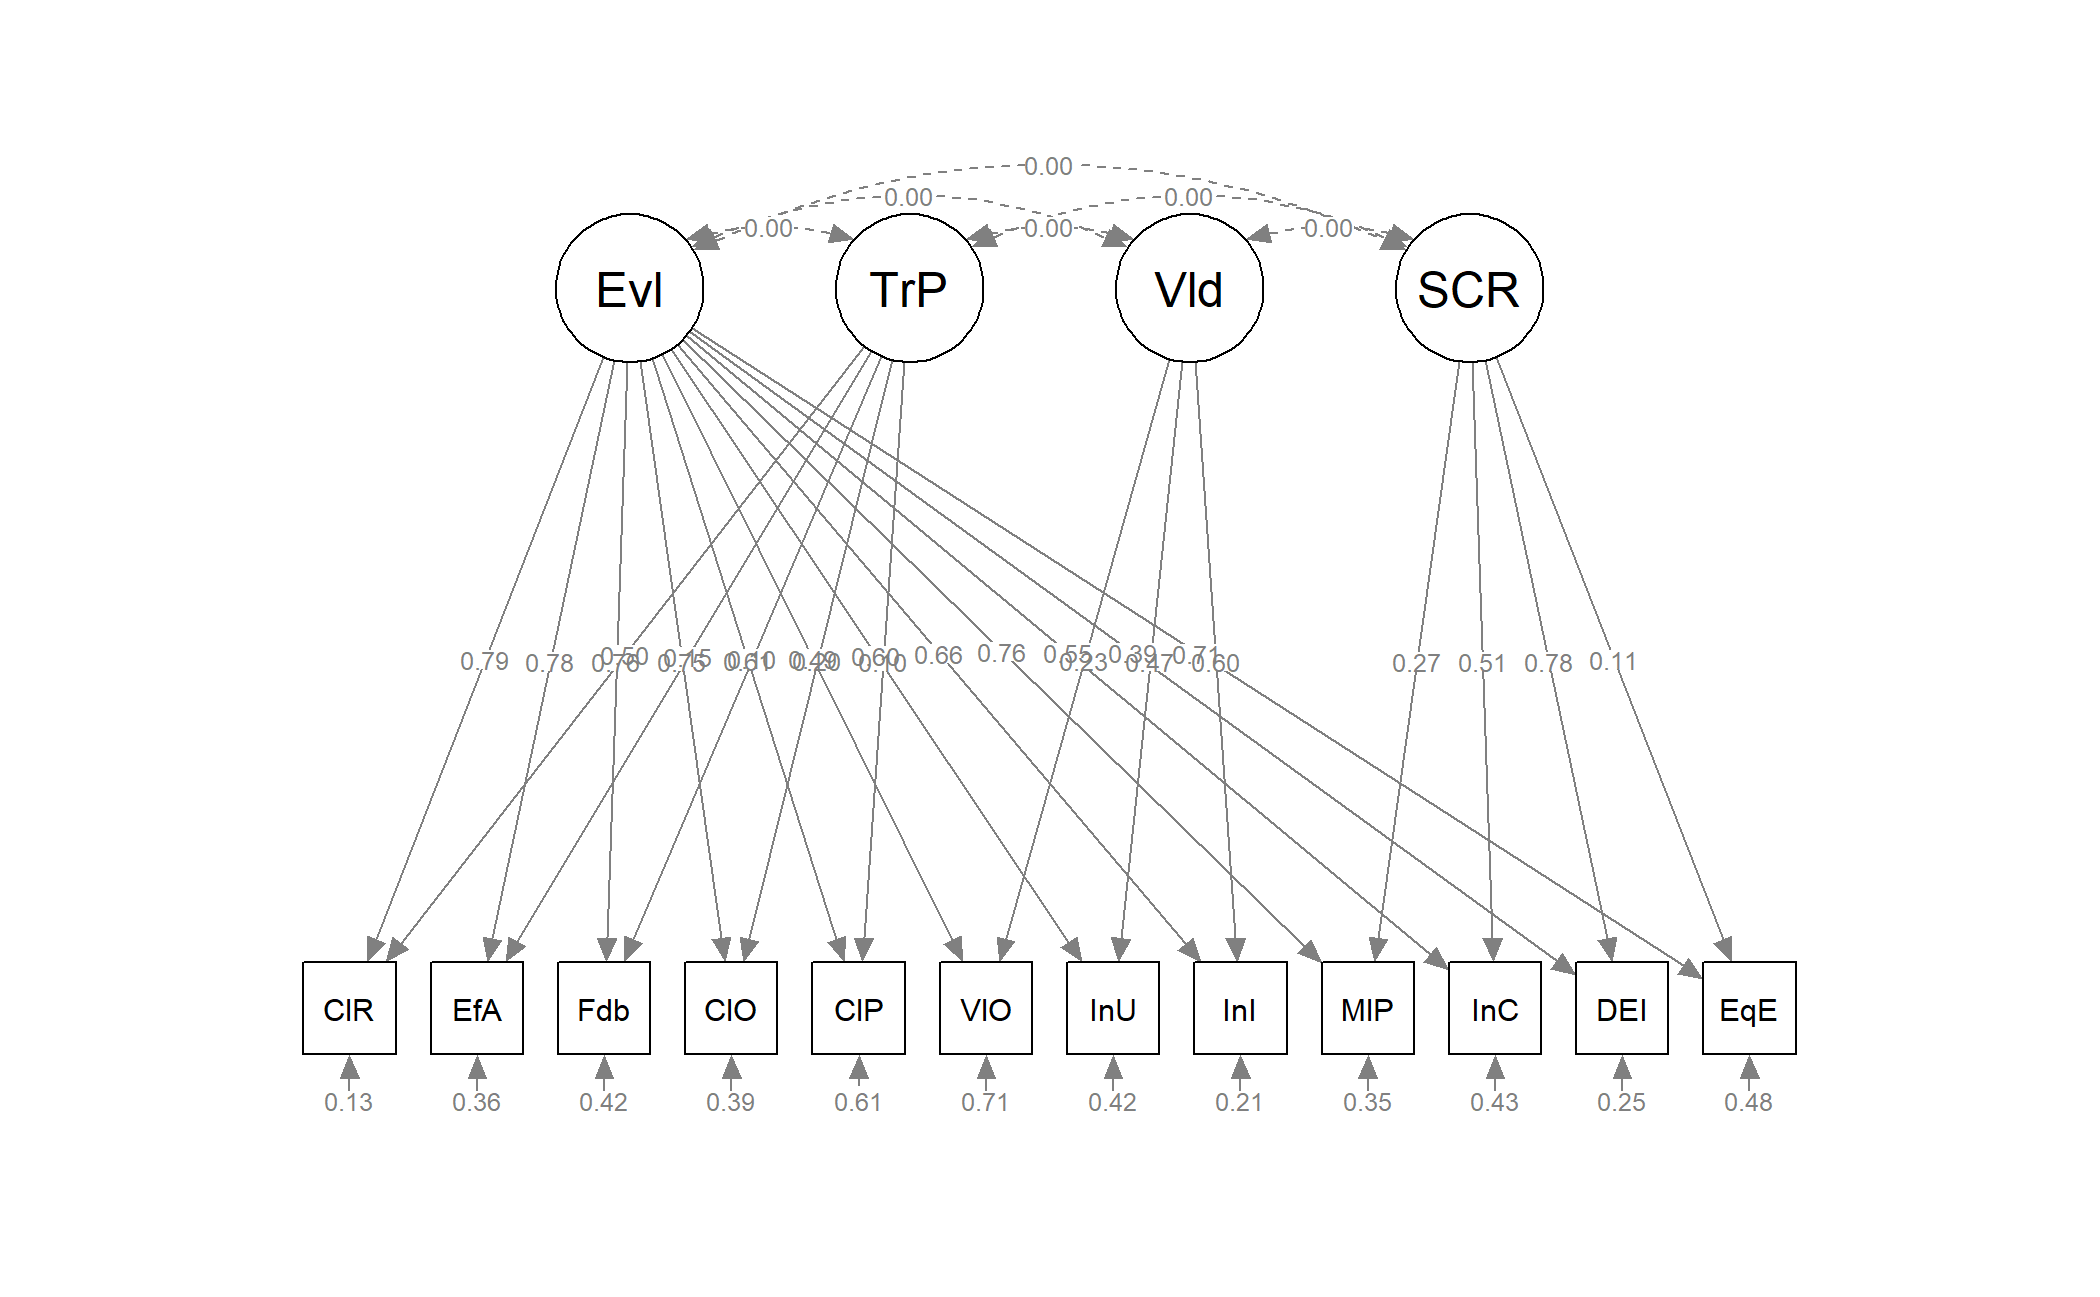 0.00
0.00 0.00
0.00 0.00 0.00
Evl TrP Vld SCR
0.79 0.78 0.76 0.50 0.75 0.15 0.61 0.10 0.49 0.20 0.60 0.10 0.66 0.76 0.55 0.23 0.39 0.47 0.71 0.60 0.27 0.51 0.78 0.11
ClR EfA Fdb ClO ClP VlO InU InI MlP InC DEI EqE
0.13 0.36 0.42 0.39 0.61 0.71 0.42 0.21 0.35 0.43 0.25 0.48